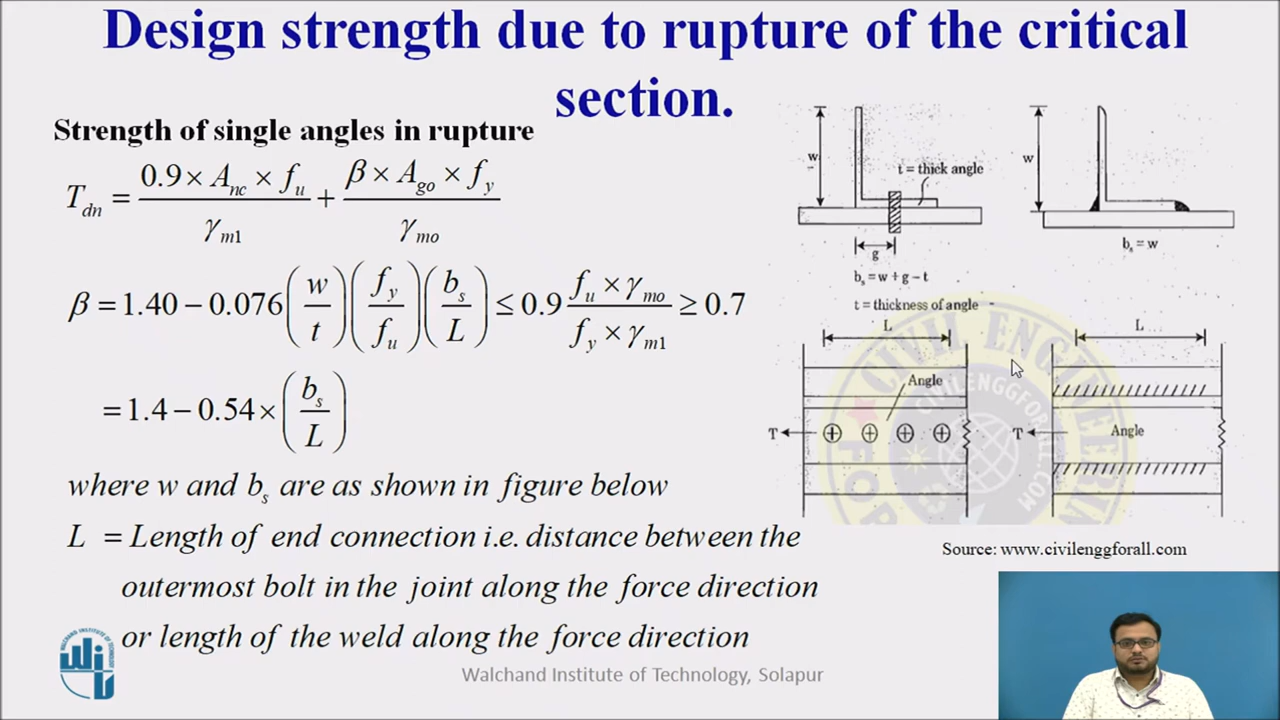 Design strength due to rupture of the critical
section.
Strength of single angles in rupture
T_dn = (0.9 × A_nc × f_u)/γ_m1 + (β × A_go × f_y)/γ_mo
β = 1.40 − 0.076 (w/t) (f_y/f_u) (b_s/L) ≤ 0.9 (f_u × γ_mo)/(f_y × γ_m1) ≥ 0.7
= 1.4 − 0.54 × (b_s/L)
where w and b_s are as shown in figure below
L = Length of end connection i.e. distance between the
outermost bolt in the joint along the force direction
or length of the weld along the force direction
w
t = thick angle
g
b_s = w + g − t
t = thickness of angle
w
b_s = w
L
Angle
T
L
Angle
T
CIVIL ENGINEERING
CIVILENGGFORALL.COM
FOR
Source: www.civilenggforall.com
Walchand Institute of Technology, Solapur